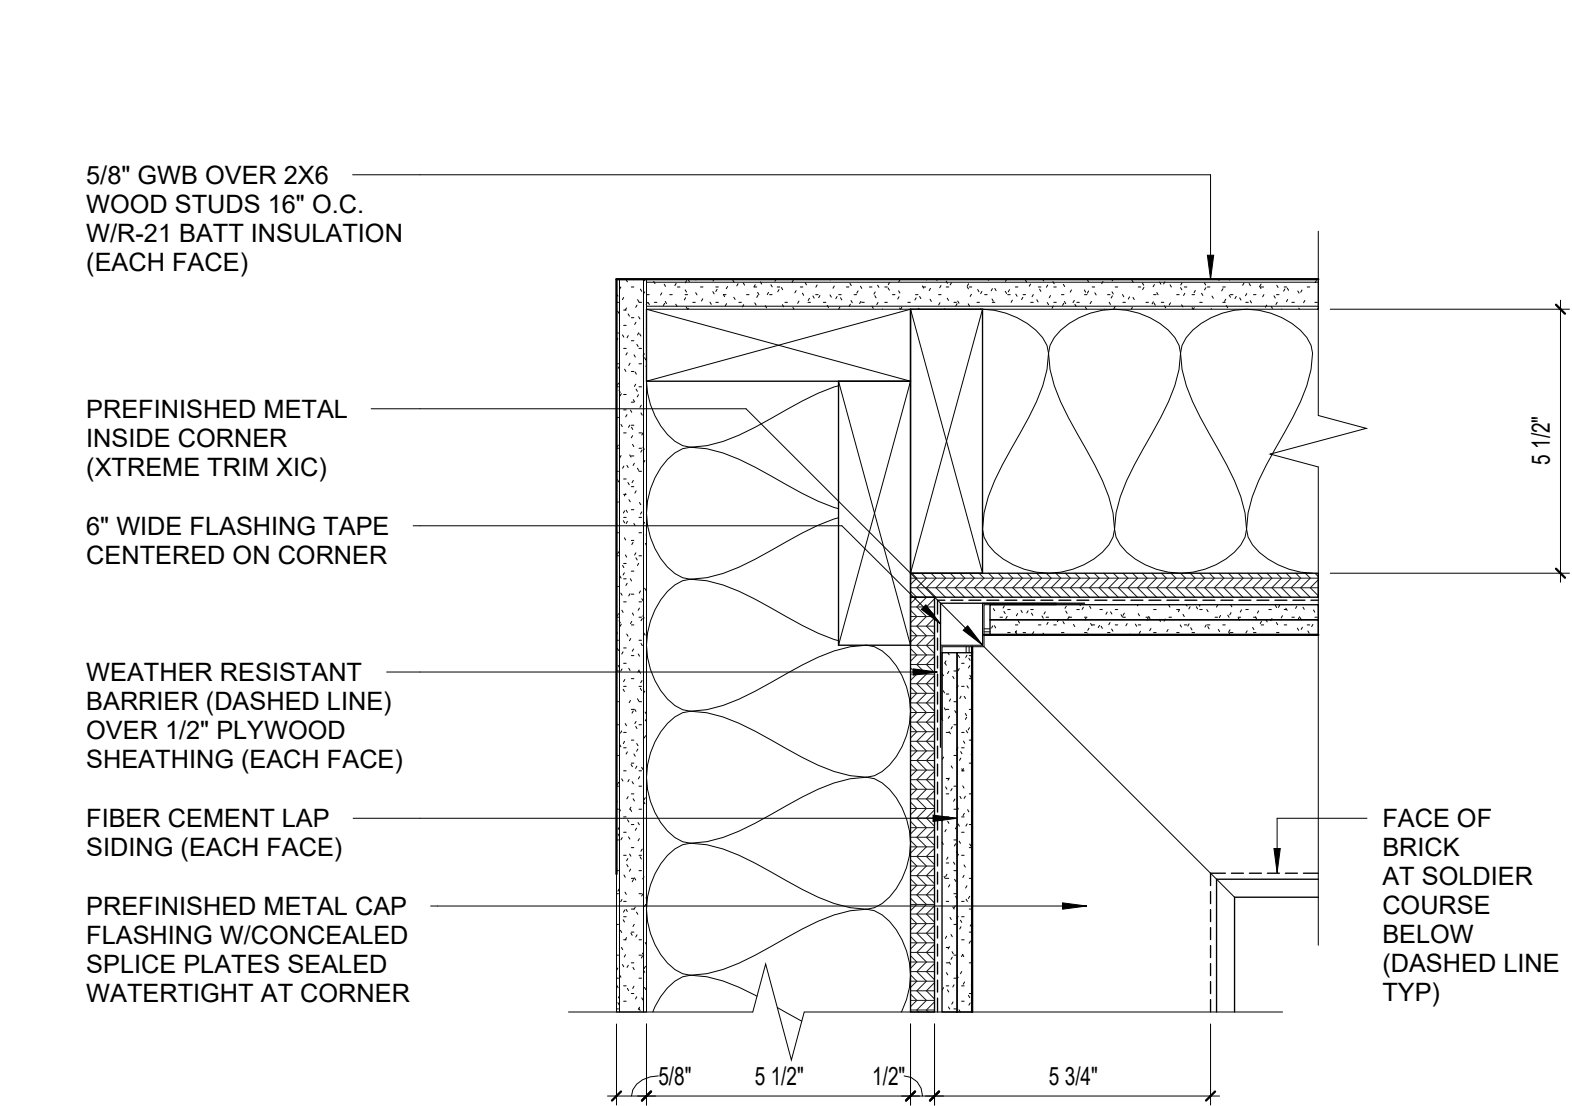 5/8" GWB OVER 2X6
WOOD STUDS 16" O.C.
W/R-21 BATT INSULATION
(EACH FACE)
PREFINISHED METAL
INSIDE CORNER
(XTREME TRIM XIC)
6" WIDE FLASHING TAPE
CENTERED ON CORNER
WEATHER RESISTANT
BARRIER (DASHED LINE)
OVER 1/2" PLYWOOD
SHEATHING (EACH FACE)
FIBER CEMENT LAP
SIDING (EACH FACE)
PREFINISHED METAL CAP
FLASHING W/CONCEALED
SPLICE PLATES SEALED
WATERTIGHT AT CORNER
5 1/2"
FACE OF
BRICK
AT SOLDIER
COURSE
BELOW
(DASHED LINE
TYP)
5/8"
5 1/2"
1/2"
5 3/4"